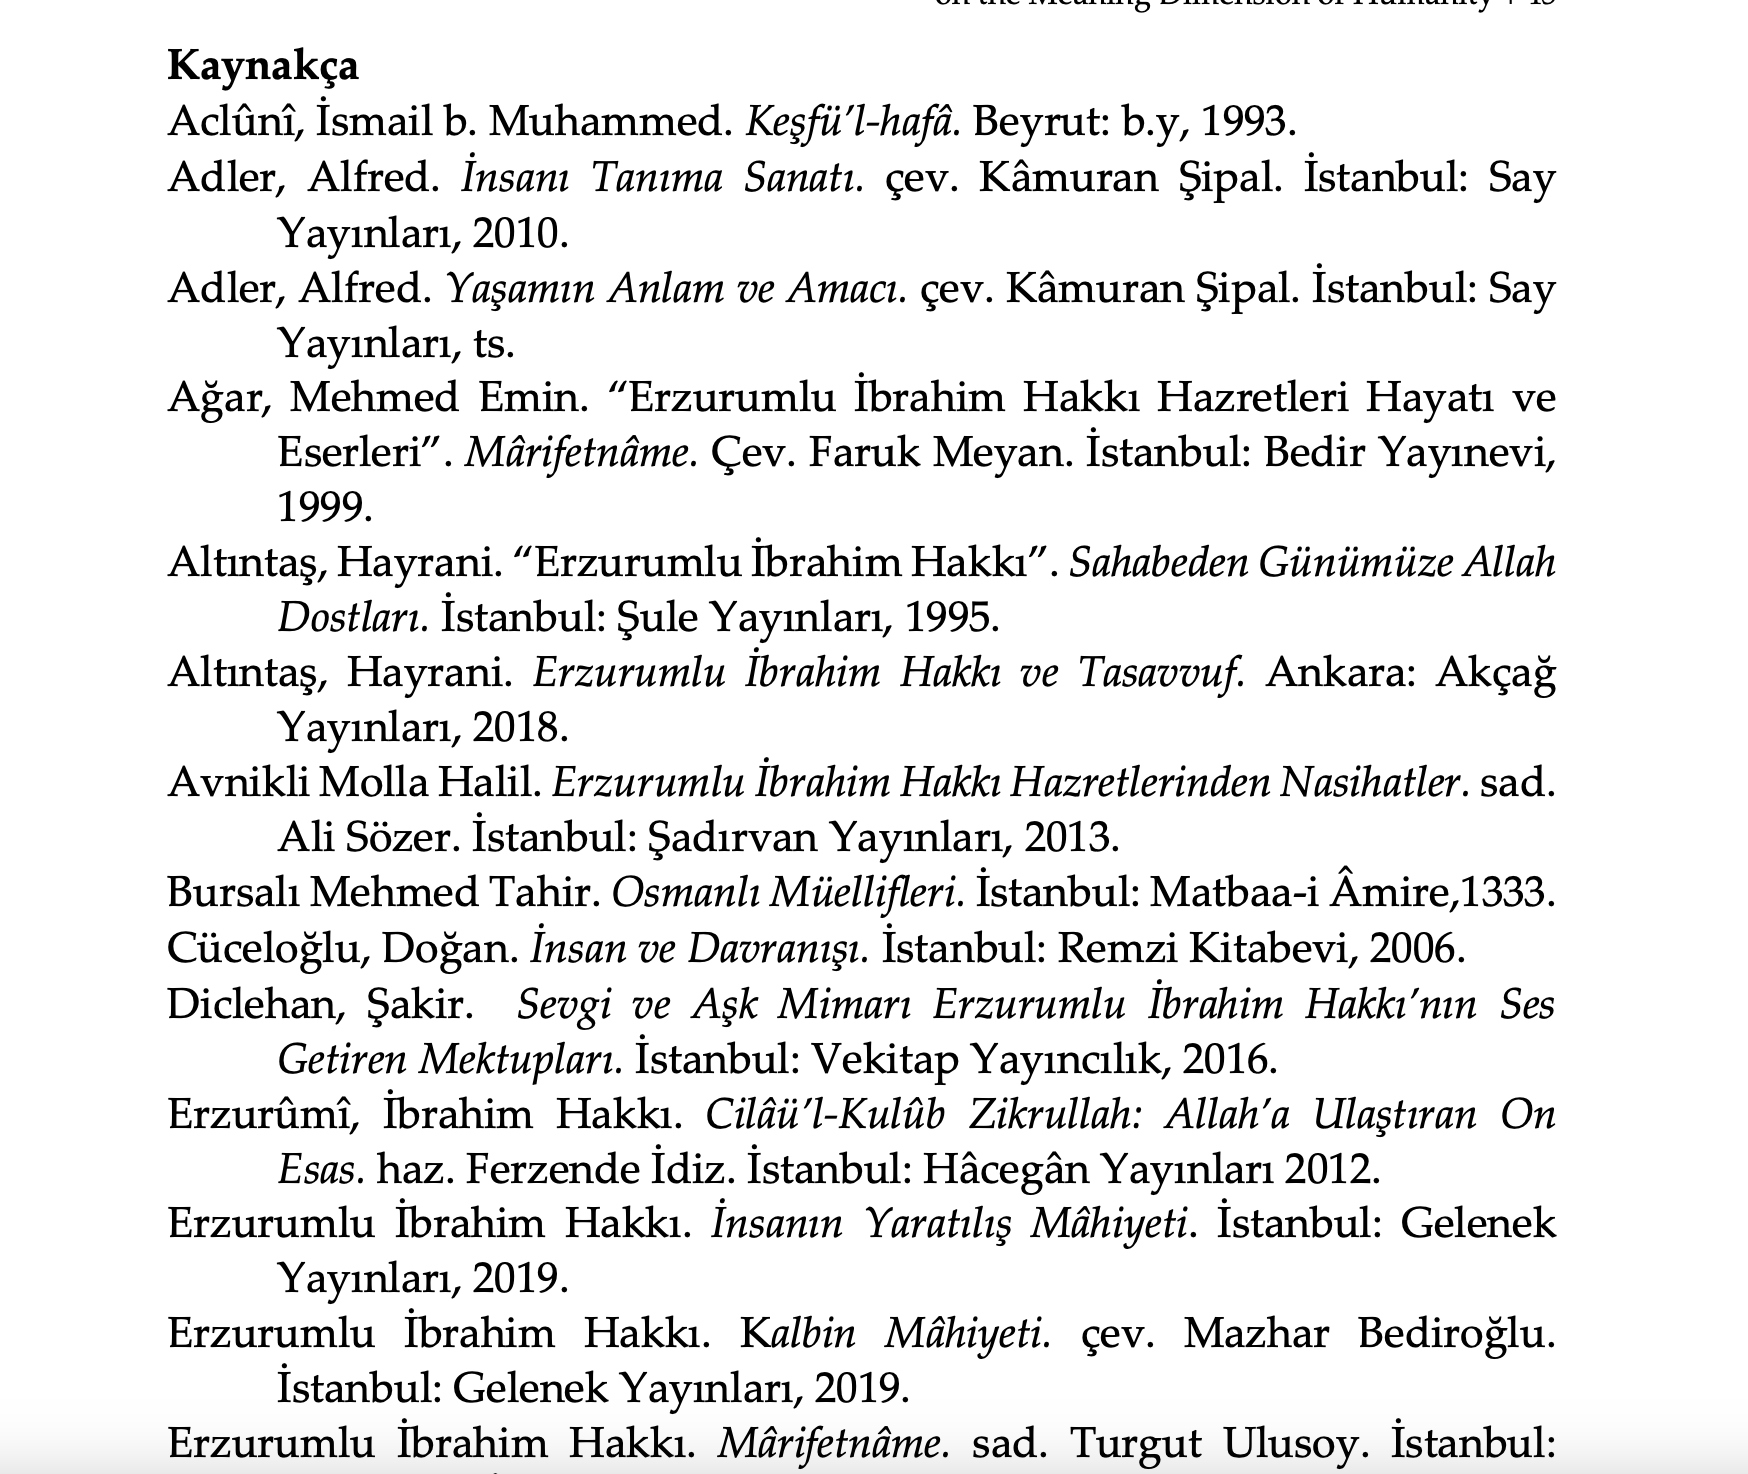 on the Meaning Dimension of Humanity
Kaynakça
Aclûnî, İsmail b. Muhammed. Keşfü’l-hafâ. Beyrut: b.y, 1993.
Adler, Alfred. İnsanı Tanıma Sanatı. çev. Kâmuran Şipal. İstanbul: Say
Yayınları, 2010.
Adler, Alfred. Yaşamın Anlam ve Amacı. çev. Kâmuran Şipal. İstanbul: Say
Yayınları, ts.
Ağar, Mehmed Emin. “Erzurumlu İbrahim Hakkı Hazretleri Hayatı ve
Eserleri”. Mârifetnâme. Çev. Faruk Meyan. İstanbul: Bedir Yayınevi,
1999.
Altıntaş, Hayrani. “Erzurumlu İbrahim Hakkı”. Sahabeden Günümüze Allah
Dostları. İstanbul: Şule Yayınları, 1995.
Altıntaş, Hayrani. Erzurumlu İbrahim Hakkı ve Tasavvuf. Ankara: Akçağ
Yayınları, 2018.
Avnikli Molla Halil. Erzurumlu İbrahim Hakkı Hazretlerinden Nasihatler. sad.
Ali Sözer. İstanbul: Şadırvan Yayınları, 2013.
Bursalı Mehmed Tahir. Osmanlı Müellifleri. İstanbul: Matbaa-i Âmire,1333.
Cüceloğlu, Doğan. İnsan ve Davranışı. İstanbul: Remzi Kitabevi, 2006.
Diclehan, Şakir. Sevgi ve Aşk Mimarı Erzurumlu İbrahim Hakkı’nın Ses
Getiren Mektupları. İstanbul: Vekitap Yayıncılık, 2016.
Erzurûmî, İbrahim Hakkı. Cilâü’l-Kulûb Zikrullah: Allah’a Ulaştıran On
Esas. haz. Ferzende İdiz. İstanbul: Hâcegân Yayınları 2012.
Erzurumlu İbrahim Hakkı. İnsanın Yaratılış Mâhiyeti. İstanbul: Gelenek
Yayınları, 2019.
Erzurumlu İbrahim Hakkı. Kalbin Mâhiyeti. çev. Mazhar Bediroğlu.
İstanbul: Gelenek Yayınları, 2019.
Erzurumlu İbrahim Hakkı. Mârifetnâme. sad. Turgut Ulusoy. İstanbul: